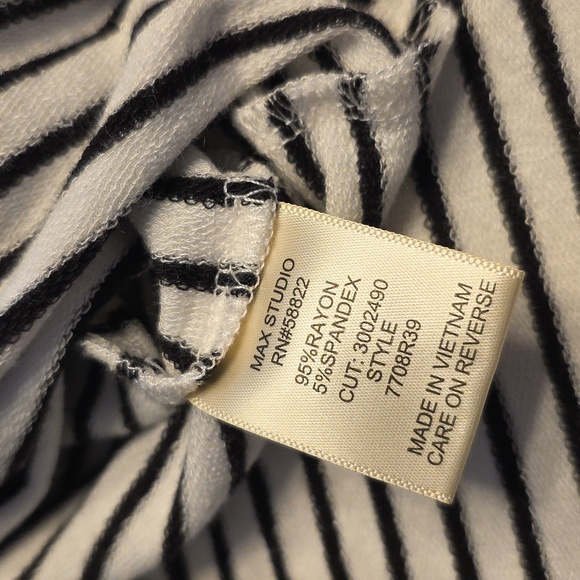 MAX STUDIO
RN#58822
95%RAYON
5%SPANDEX
CUT:3002490
STYLE
7708R39
MADE IN VIETNAM
CARE ON REVERSE